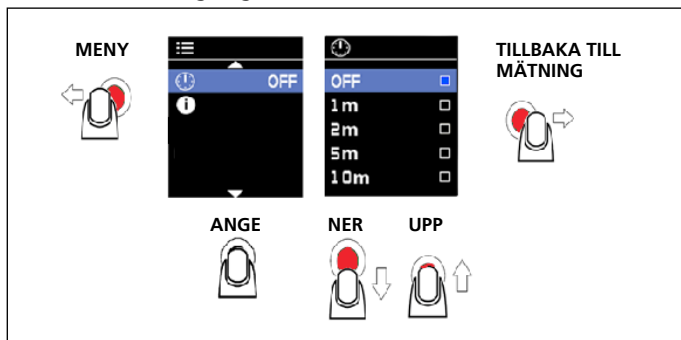 MENY
OFF
OFF
1m
2m
5m
10m
TILLBAKA TILL
MÄTNING
ANGE
NER
UPP